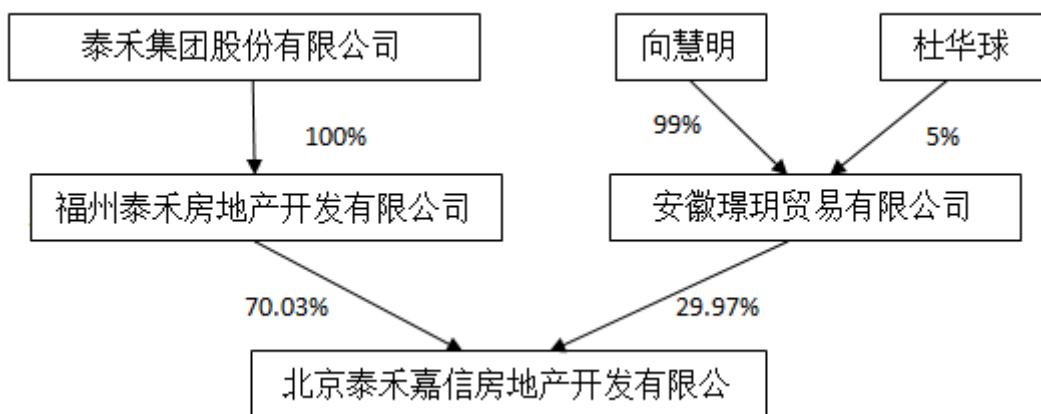 泰禾集团股份有限公司
向慧明
杜华球
100%
99%
5%
福州泰禾房地产开发有限公司
安徽璟玥贸易有限公司
70.03%
29.97%
北京泰禾嘉信房地产开发有限公